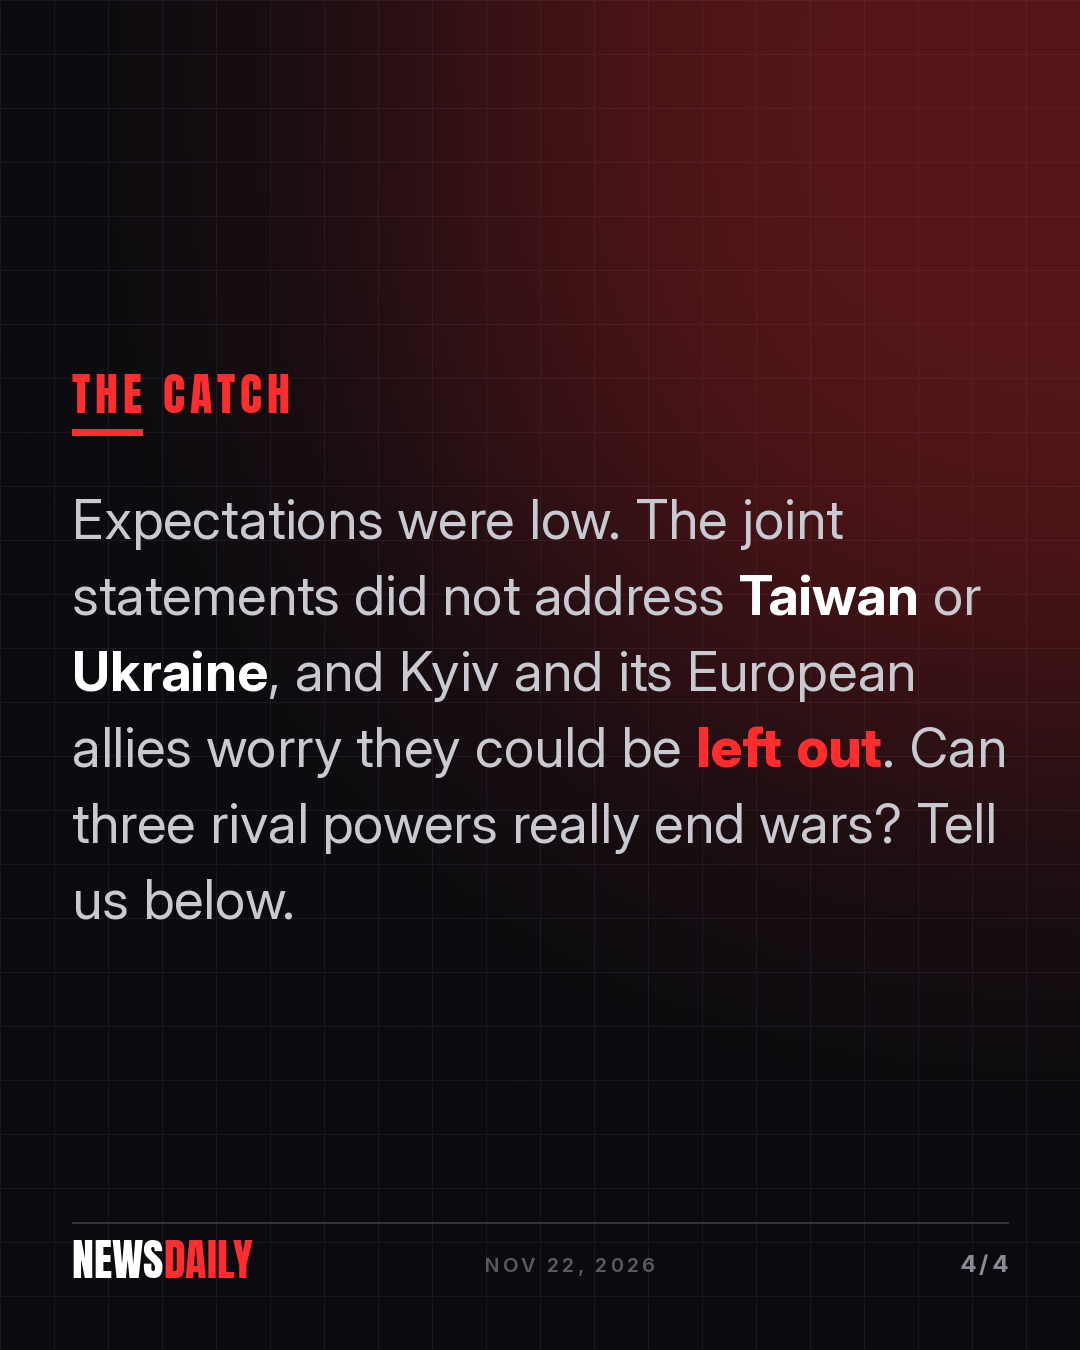 THE CATCH
Expectations were low. The joint
statements did not address Taiwan or
Ukraine, and Kyiv and its European
allies worry they could be left out. Can
three rival powers really end wars? Tell
us below.
NEWSDAILY
NOV 22, 2026
4/4